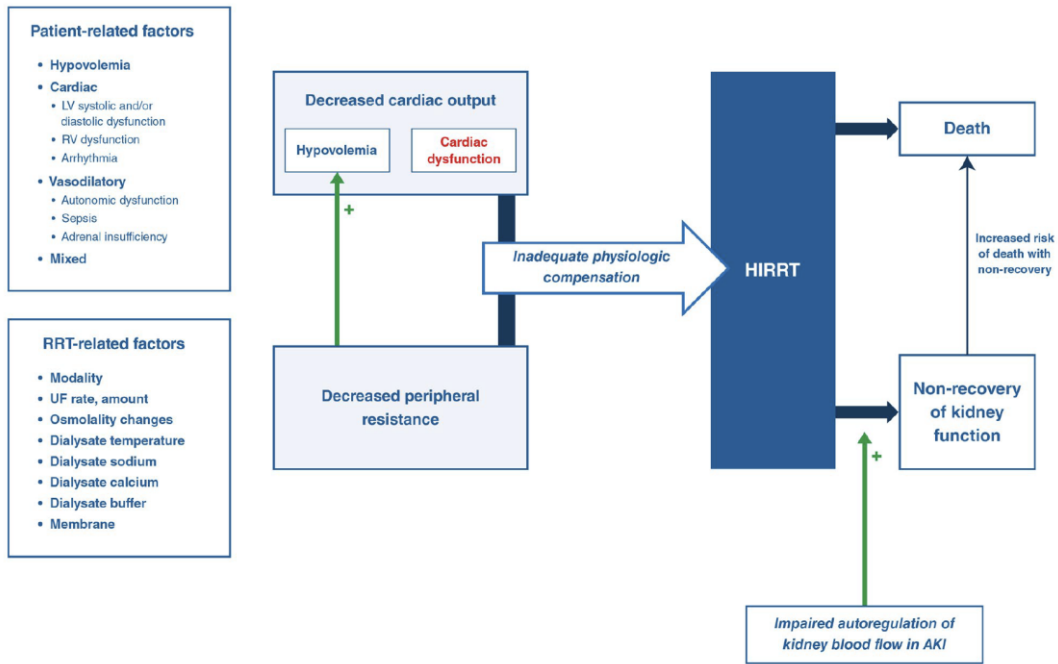 Patient-related factors
• Hypovolemia
• Cardiac
• LV systolic and/or
diastolic dysfunction
• RV dysfunction
• Arrhythmia
• Vasodilatory
• Autonomic dysfunction
• Sepsis
• Adrenal insufficiency
• Mixed
RRT-related factors
• Modality
• UF rate, amount
• Osmolality changes
• Dialysate temperature
• Dialysate sodium
• Dialysate calcium
• Dialysate buffer
• Membrane
Decreased cardiac output
Hypovolemia
Cardiac
dysfunction
+
Inadequate physiologic
compensation
Decreased peripheral
resistance
HIRRT
Death
Increased risk
of death with
non-recovery
Non-recovery
of kidney
function
+
Impaired autoregulation of
kidney blood flow in AKI